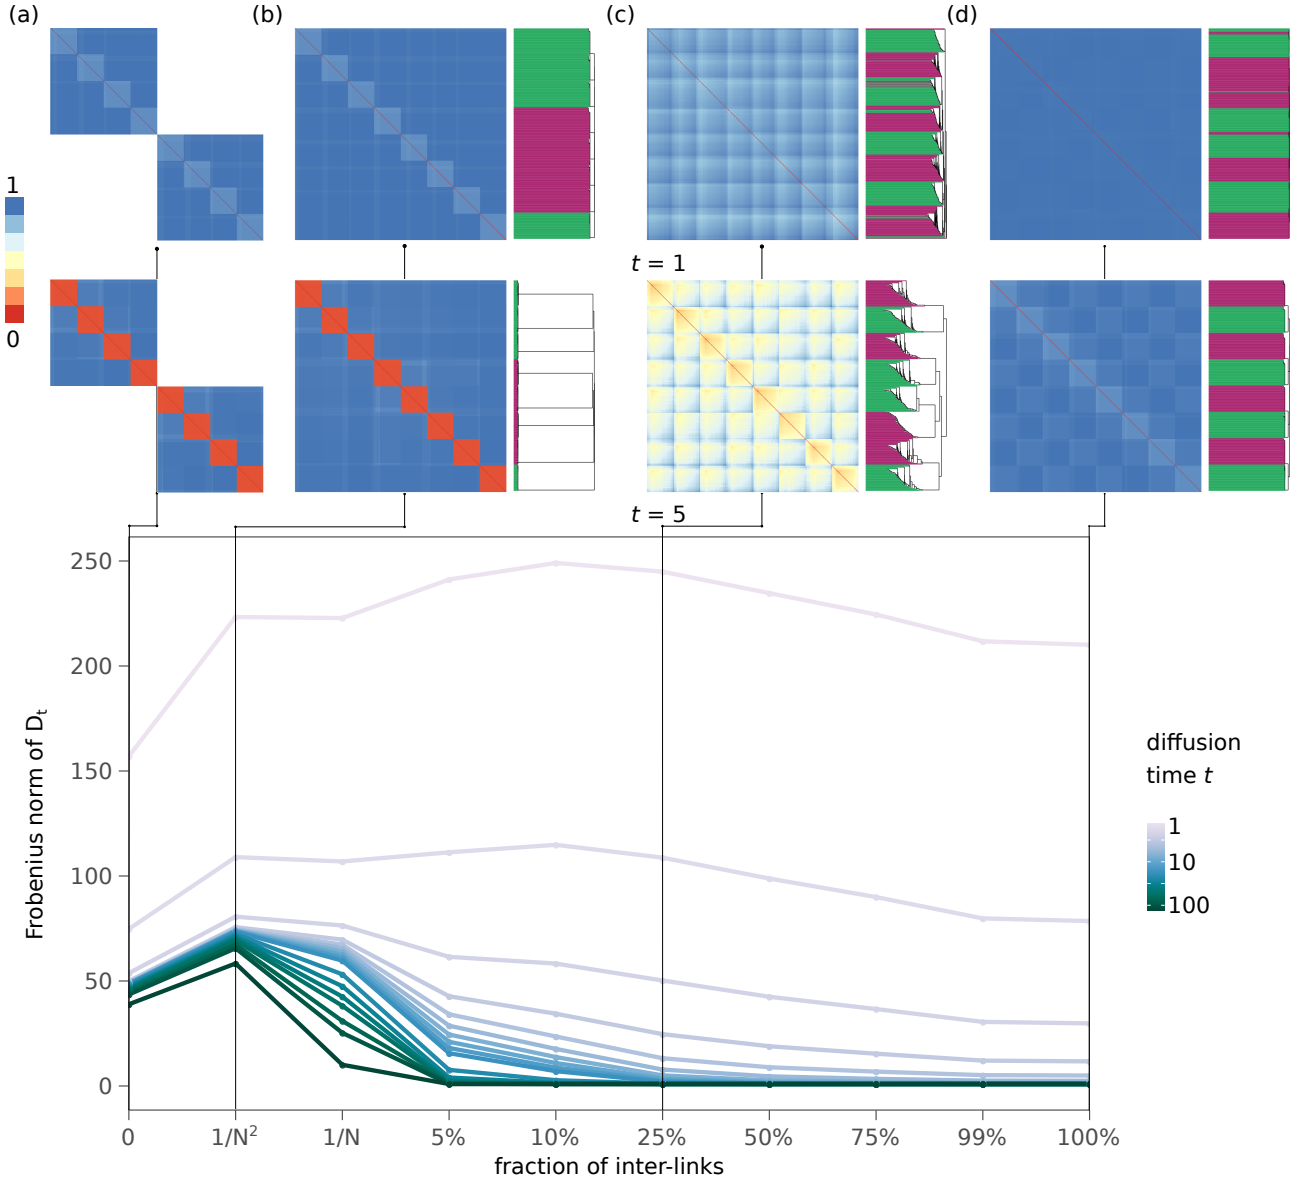 (a) (b) (c) (d)
1
0
t = 1
t = 5
250
200
150
100
50
0
Frobenius norm of Dₜ
0 1/N² 1/N 5% 10% 25% 50% 75% 99% 100%
fraction of inter-links
diffusion
time t
1
10
100